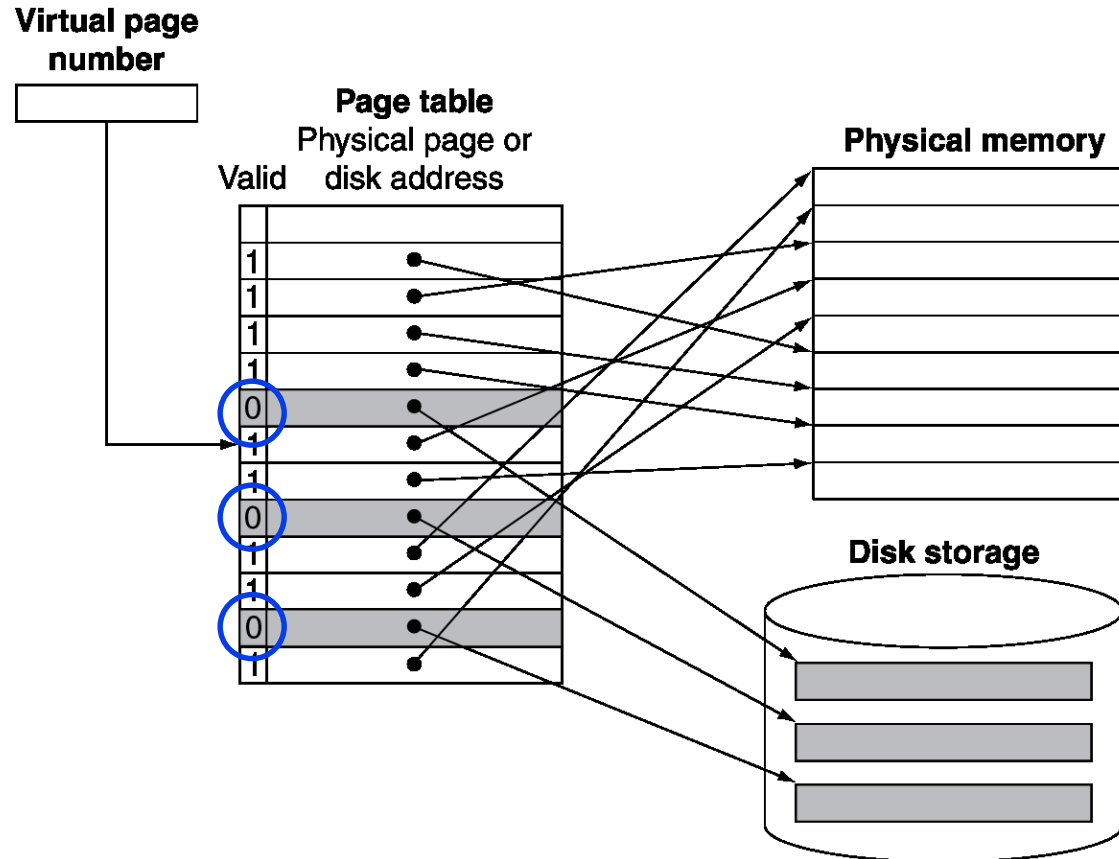 Virtual page
number
Page table
Physical page or
Valid disk address
Physical memory
1
1
1
1
0
1
1
0
1
1
0
1
Disk storage